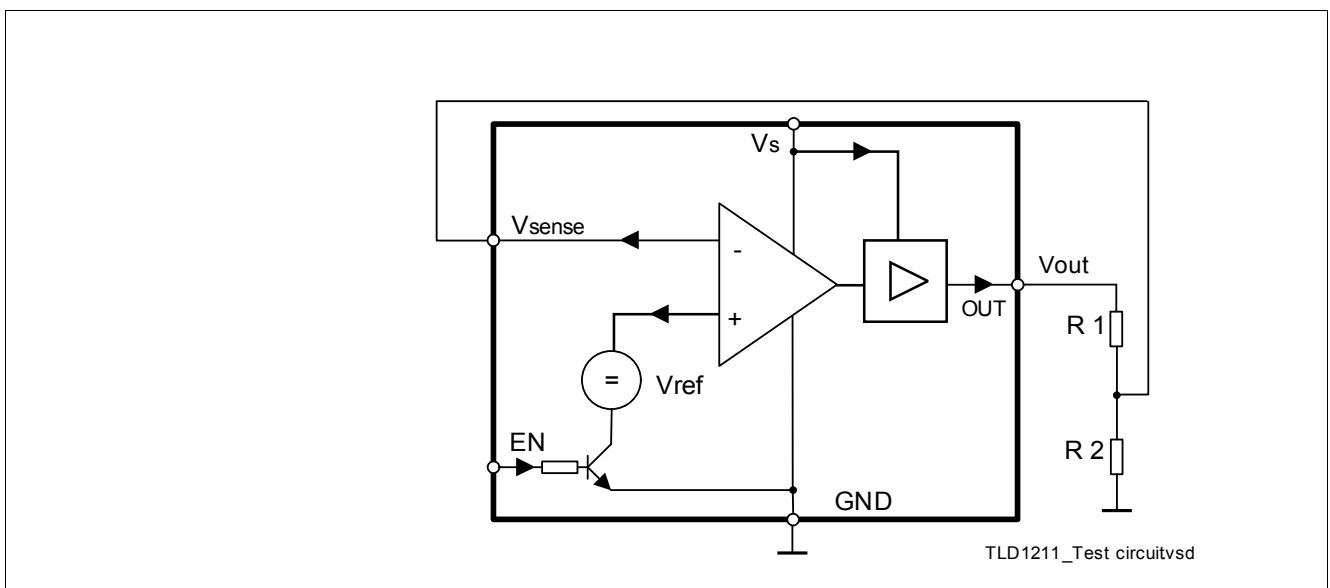 Vs
Vsense
-
Vout
OUT
+
R 1
=
Vref
EN
R 2
GND
TLD1211_Test circuitvsd